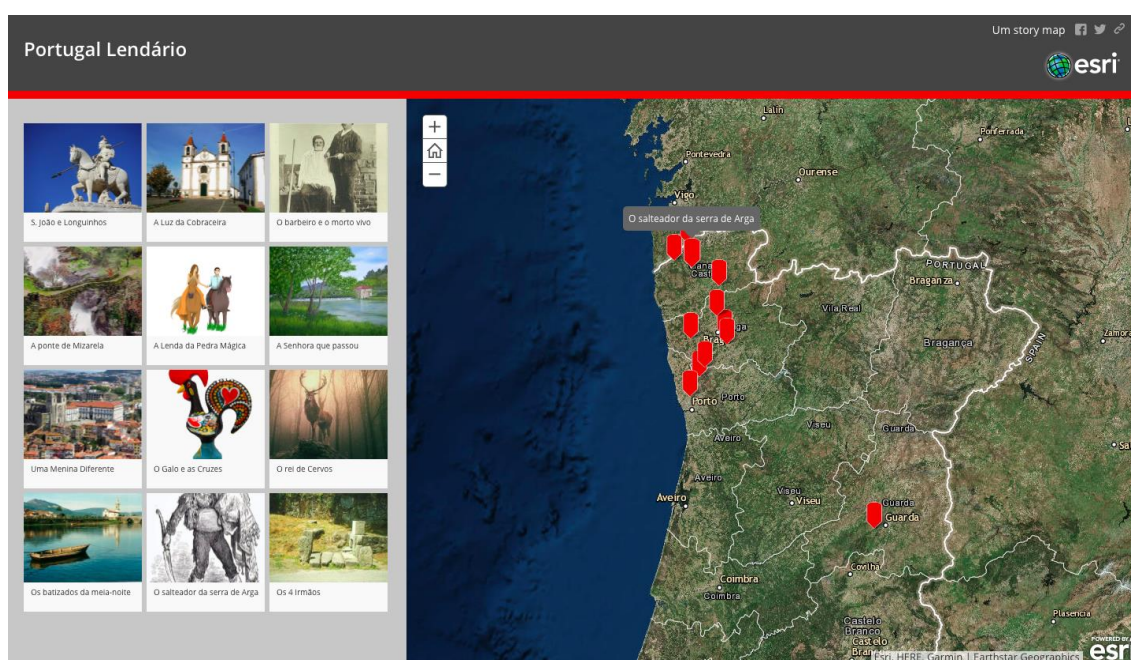 Um story map
Portugal Lendário
esri
S. João e Longuinhos
A Luz da Cobraceira
O barbeiro e o morto vivo
A ponte de Mizarela
A Lenda da Pedra Mágica
A Senhora que passou
Uma Menina Diferente
O Galo e as Cruzes
O rei de Cervos
Os batizados da meia-noite
O salteador da serra de Arga
Os 4 Irmãos
+
−
Lalín
Ponferrada
Pontevedra
Ourense
Vigo
O salteador da serra de Arga
PORTUGAL
Braganza
Vila Real
Zamora
Bragança
SPAIN
Porto
Porto
Viseu
Guarda
Aveiro
Aveiro
Viseu
Guarda
Aveiro
Viseu
Guarda
Covilha
Coimbra
Coimbra
Plasencia
Castelo
Branco
Castelo
POWERED BY
esri
Esri, HERE, Garmin | Earthstar Geographics